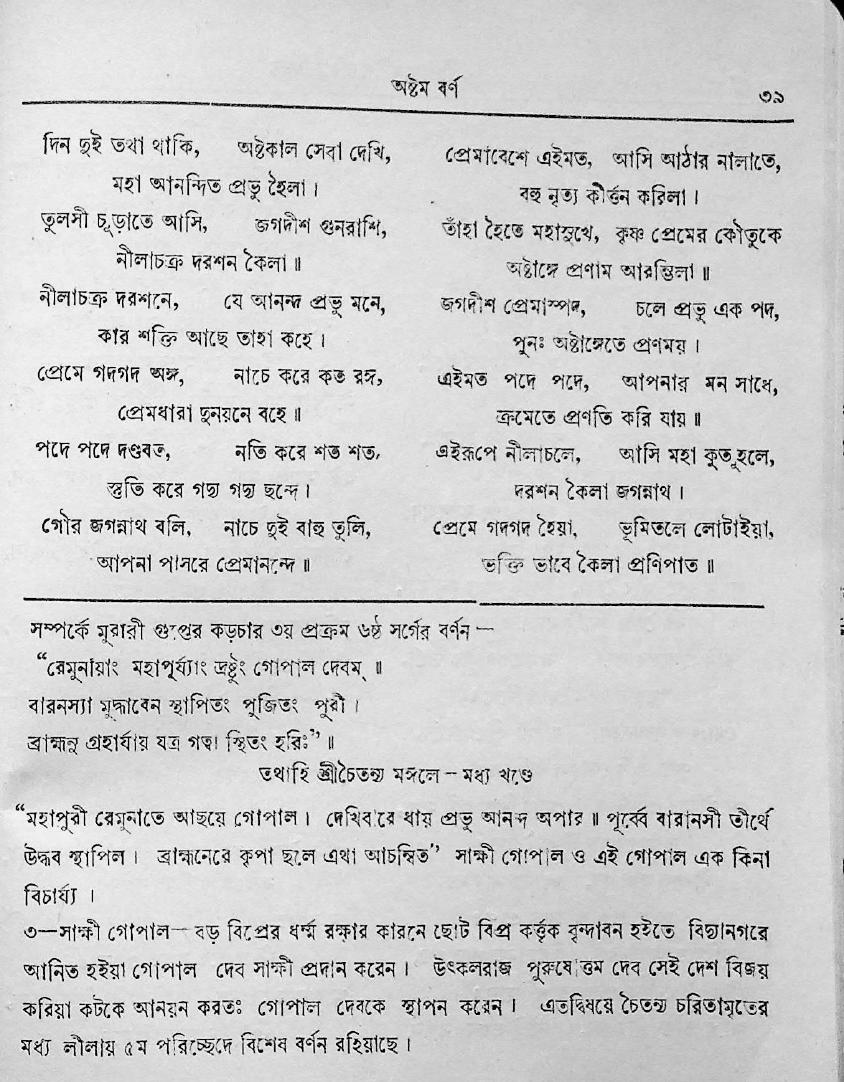 অষ্টম বর্ণ ৩৯
দিন দুই তথা থাকি, অষ্টকাল সেবা দেখি,
মহা আনন্দিত প্রভু হৈলা ।
তুলসী চূড়াতে আসি, জগদীশ গুনরাশি,
নীলাচক্র দরশন কৈলা ॥
নীলাচক্র দরশনে, যে আনন্দ প্রভু মনে,
কার শক্তি আছে তাহা কহে ।
প্রেমে গদগদ অঙ্গ, নাচে করে কত রঙ্গ,
প্রেমধারা দুনয়নে বহে ॥
পদে পদে দণ্ডবত, নতি করে শত শত,
স্তুতি করে গদ্য গদ্য ছন্দে ।
গৌর জগন্নাথ বলি, নাচে দুই বাহু তুলি,
আপনা পাসরে প্রেমানন্দে ॥
প্রেমাবেশে এইমত, আসি আঠার নালাতে,
বহু নৃত্য কীর্ত্তন করিলা ।
তাঁহা হৈতে মহাসুখে, কৃষ্ণ প্রেমের কৌতুকে
অষ্টাঙ্গে প্রণাম আরম্ভিলা ॥
জগদীশ প্রেমাস্পদ, চলে প্রভু এক পদ,
পুনঃ অষ্টাঙ্গেতে প্রণময় ।
এইমত পদে পদে, আপনার মন সাধে,
ক্রমেতে প্রণতি করি যায় ॥
এইরূপে নীলাচলে, আসি মহা কুতূহলে,
দরশন কৈলা জগন্নাথ ।
প্রেমে গদগদ হৈয়া, ভূমিতলে লোটাইয়া,
ভক্তি ভাবে কৈলা প্রণিপাত ॥
সম্পর্কে মুরারী গুপ্তের কড়চার ৩য় প্রক্রম ৬ষ্ঠ সর্গের বর্ণন —
“রেমুনায়াং মহাপূর্য্যাং দ্রষ্টুং গোপাল দেবম্ ॥
বারনস্যা মুদ্ধাবেন স্থাপিতং পুজিতং পুরী ।
ব্রাহ্মনু গ্রহার্যায় যত্র গত্বা স্থিতং হরিঃ” ॥
তথাহি শ্রীচৈতন্য মঙ্গলে — মধ্য খণ্ডে
“মহাপুরী রেমুনাতে আছয়ে গোপাল । দেখিবারে ধায় প্রভু আনন্দ অপার ॥ পূর্ব্বে বারানসী তীর্থে
উদ্ধব স্থাপিল । ব্রাহ্মনেরে কৃপা ছলে এথা আচম্বিত” সাক্ষী গোপাল ও এই গোপাল এক কিনা
বিচার্য্য ।
৩—সাক্ষী গোপাল— বড় বিপ্রের ধর্ম্ম রক্ষার কারনে ছোট বিপ্র কর্ত্তৃক বৃন্দাবন হইতে বিদ্যানগরে
আনিত হইয়া গোপাল দেব সাক্ষী প্রদান করেন । উৎকলরাজ পুরুষোত্তম দেব সেই দেশ বিজয়
করিয়া কটকে আনয়ন করতঃ গোপাল দেবকে স্থাপন করেন । এতদ্বিষয়ে চৈতন্য চরিতামৃতের
মধ্য লীলায় ৫ম পরিচ্ছেদে বিশেষ বর্ণন রহিয়াছে ।